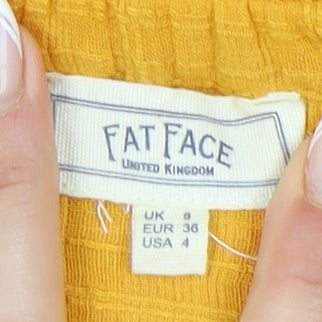 FAT FACE
UNITED KINGDOM
UK 8
EUR 36
USA 4